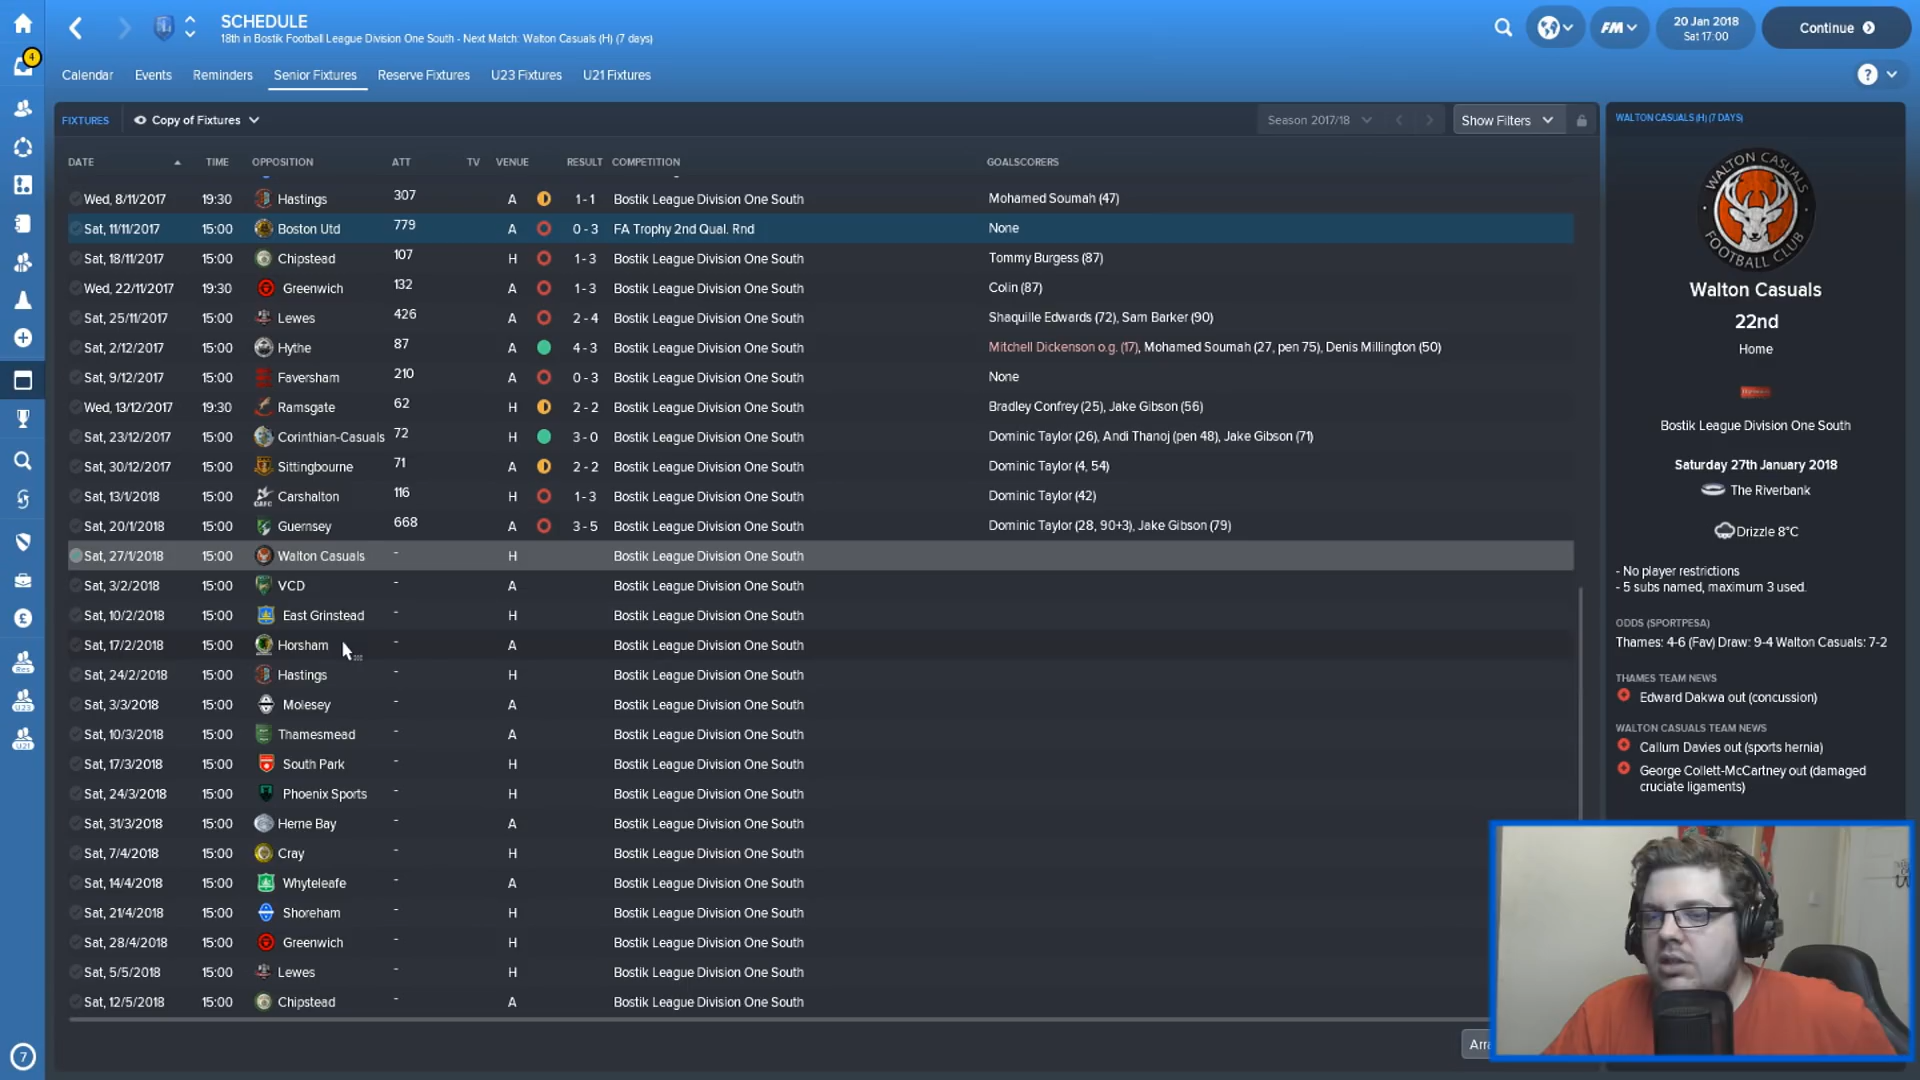 SCHEDULE
18th in Bostik Football League Division One South - Next Match: Walton Casuals (H) (7 days)
FM
20 Jan 2018
Sat 17:00
Continue
4
Calendar Events Reminders Senior Fixtures Reserve Fixtures U23 Fixtures U21 Fixtures
?
FIXTURES Copy of Fixtures Season 2017/18 Show Filters
DATE TIME OPPOSITION ATT TV VENUE RESULT COMPETITION GOALSCORERS
Wed, 8/11/2017 19:30 Hastings 307 A 1 - 1 Bostik League Division One South Mohamed Soumah (47)
Sat, 11/11/2017 15:00 Boston Utd 779 A 0 - 3 FA Trophy 2nd Qual. Rnd None
Sat, 18/11/2017 15:00 Chipstead 107 H 1 - 3 Bostik League Division One South Tommy Burgess (87)
Wed, 22/11/2017 19:30 Greenwich 132 A 1 - 3 Bostik League Division One South Colin (87)
Sat, 25/11/2017 15:00 Lewes 426 A 2 - 4 Bostik League Division One South Shaquille Edwards (72), Sam Barker (90)
Sat, 2/12/2017 15:00 Hythe 87 A 4 - 3 Bostik League Division One South Mitchell Dickenson o.g. (17), Mohamed Soumah (27, pen 75), Denis Millington (50)
Sat, 9/12/2017 15:00 Faversham 210 A 0 - 3 Bostik League Division One South None
Wed, 13/12/2017 19:30 Ramsgate 62 H 2 - 2 Bostik League Division One South Bradley Confrey (25), Jake Gibson (56)
Sat, 23/12/2017 15:00 Corinthian-Casuals 72 H 3 - 0 Bostik League Division One South Dominic Taylor (26), Andi Thanoj (pen 48), Jake Gibson (71)
Sat, 30/12/2017 15:00 Sittingbourne 71 A 2 - 2 Bostik League Division One South Dominic Taylor (4, 54)
Sat, 13/1/2018 15:00 Carshalton 116 H 1 - 3 Bostik League Division One South Dominic Taylor (42)
Sat, 20/1/2018 15:00 Guernsey 668 A 3 - 5 Bostik League Division One South Dominic Taylor (28, 90+3), Jake Gibson (79)
Sat, 27/1/2018 15:00 Walton Casuals - H Bostik League Division One South
Sat, 3/2/2018 15:00 VCD - A Bostik League Division One South
Sat, 10/2/2018 15:00 East Grinstead - H Bostik League Division One South
Sat, 17/2/2018 15:00 Horsham - A Bostik League Division One South
Sat, 24/2/2018 15:00 Hastings - H Bostik League Division One South
Sat, 3/3/2018 15:00 Molesey - A Bostik League Division One South
Sat, 10/3/2018 15:00 Thamesmead - A Bostik League Division One South
Sat, 17/3/2018 15:00 South Park - H Bostik League Division One South
Sat, 24/3/2018 15:00 Phoenix Sports - H Bostik League Division One South
Sat, 31/3/2018 15:00 Herne Bay - A Bostik League Division One South
Sat, 7/4/2018 15:00 Cray - H Bostik League Division One South
Sat, 14/4/2018 15:00 Whyteleafe - A Bostik League Division One South
Sat, 21/4/2018 15:00 Shoreham - H Bostik League Division One South
Sat, 28/4/2018 15:00 Greenwich - H Bostik League Division One South
Sat, 5/5/2018 15:00 Lewes - H Bostik League Division One South
Sat, 12/5/2018 15:00 Chipstead - A Bostik League Division One South
Arra
WALTON CASUALS (H) (7 DAYS)
WALTON CASUALS
FOOTBALL CLUB
Walton Casuals
22nd
Home
Bostik League Division One South
Saturday 27th January 2018
The Riverbank
Drizzle 8°C
- No player restrictions
- 5 subs named, maximum 3 used.
ODDS (SPORTPESA)
Thames: 4-6 (Fav) Draw: 9-4 Walton Casuals: 7-2
THAMES TEAM NEWS
Edward Dakwa out (concussion)
WALTON CASUALS TEAM NEWS
Callum Davies out (sports hernia)
George Collett-McCartney out (damaged
cruciate ligaments)
Res
U23
U21
7